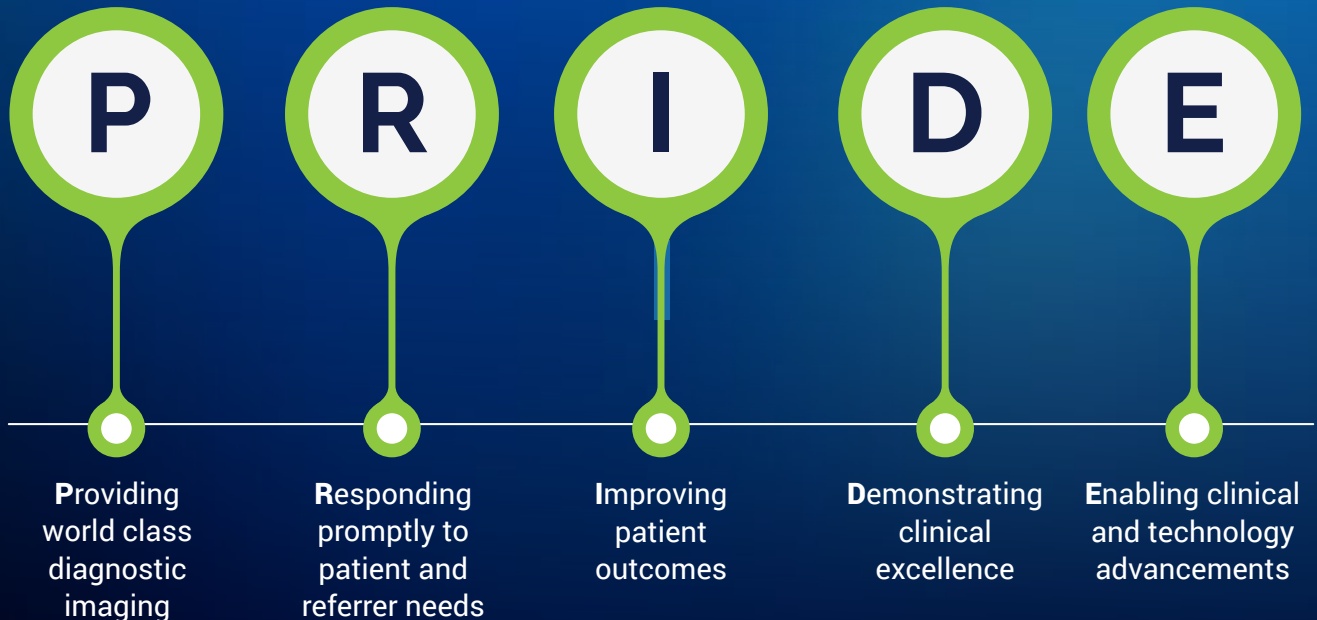 P
R
I
D
E
Providing
world class
diagnostic
imaging
Responding
promptly to
patient and
referrer needs
Improving
patient
outcomes
Demonstrating
clinical
excellence
Enabling clinical
and technology
advancements